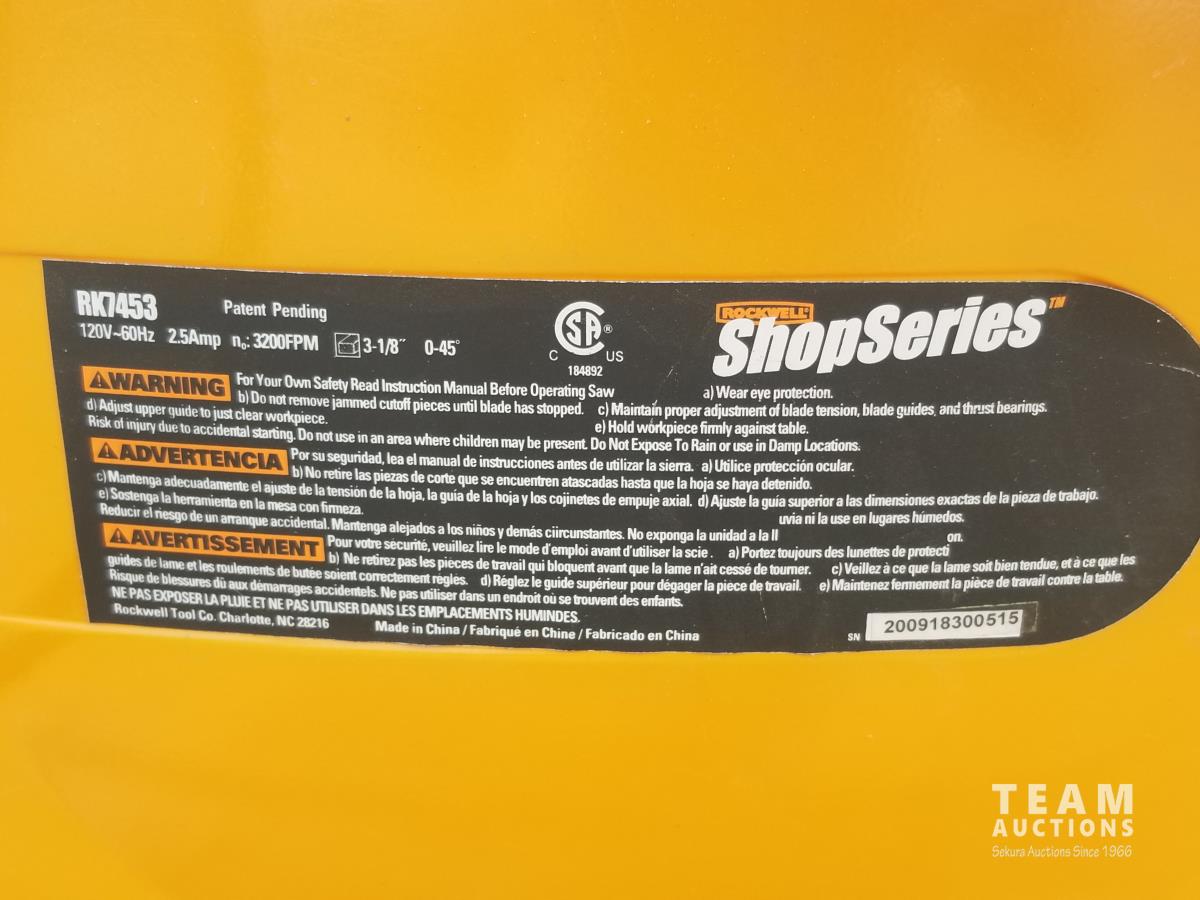 RK7453 Patent Pending
120V~60Hz 2.5Amp n₀: 3200FPM 3-1/8" 0-45°
C US
184892
ROCKWELL®
ShopSeries™
WARNING For Your Own Safety Read Instruction Manual Before Operating Saw a) Wear eye protection.
b) Do not remove jammed cutoff pieces until blade has stopped. c) Maintain proper adjustment of blade tension, blade guides, and thrust bearings.
d) Adjust upper guide to just clear workpiece. e) Hold workpiece firmly against table.
Risk of injury due to accidental starting. Do not use in an area where children may be present. Do Not Expose To Rain or use in Damp Locations.
ADVERTENCIA Por su seguridad, lea el manual de instrucciones antes de utilizar la sierra. a) Utilice protección ocular.
b) No retire las piezas de corte que se encuentren atascadas hasta que la hoja se haya detenido.
c) Mantenga adecuadamente el ajuste de la tensión de la hoja, la guía de la hoja y los cojinetes de empuje axial. d) Ajuste la guía superior a las dimensiones exactas de la pieza de trabajo.
e) Sostenga la herramienta en la mesa con firmeza.
Reducir el riesgo de un arranque accidental. Mantenga alejados a los niños y demás ciircunstantes. No exponga la unidad a la ll uvia ni la use en lugares húmedos.
AVERTISSEMENT Pour votre sécurité, veuillez lire le mode d'emploi avant d'utiliser la scie. a) Portez toujours des lunettes de protecti on.
b) Ne retirez pas les pièces de travail qui bloquent avant que la lame n'ait cessé de tourner. c) Veillez à ce que la lame soit bien tendue, et à ce que les
guides de lame et les roulements de butée soient correctement régles. d) Réglez le guide supérieur pour dégager la pièce de travail. e) Maintenez fermement la pièce de travail contre la table.
Risque de blessures dû aux démarrages accidentels. Ne pas utiliser dans un endroit où se trouvent des enfants.
NE PAS EXPOSER LA PLUIE ET NE PAS UTILISER DANS LES EMPLACEMENTS HUMINDES.
Rockwell Tool Co. Charlotte, NC 28216 Made in China / Fabriqué en Chine / Fabricado en China
SN 200918300515
TEAM
AUCTIONS
Sekura Auctions Since 1966